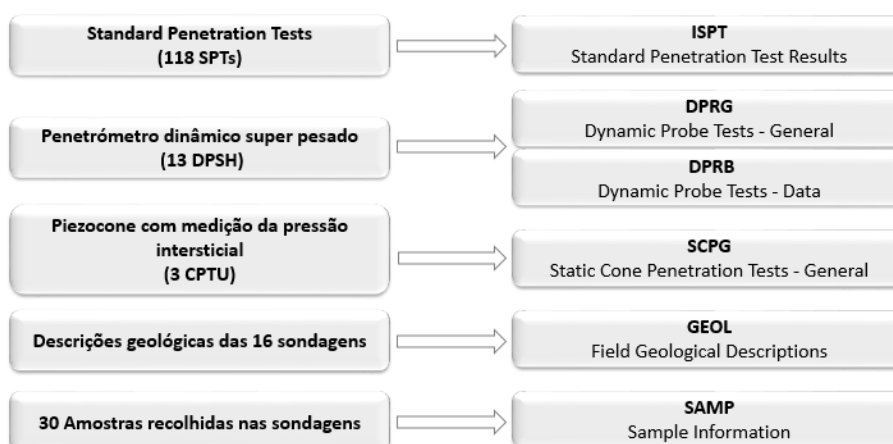 Standard Penetration Tests
(118 SPTs)
ISPT
Standard Penetration Test Results
Penetrómetro dinâmico super pesado
(13 DPSH)
DPRG
Dynamic Probe Tests - General
DPRB
Dynamic Probe Tests - Data
Piezocone com medição da pressão
intersticial
(3 CPTU)
SCPG
Static Cone Penetration Tests - General
Descrições geológicas das 16 sondagens
GEOL
Field Geological Descriptions
30 Amostras recolhidas nas sondagens
SAMP
Sample Information